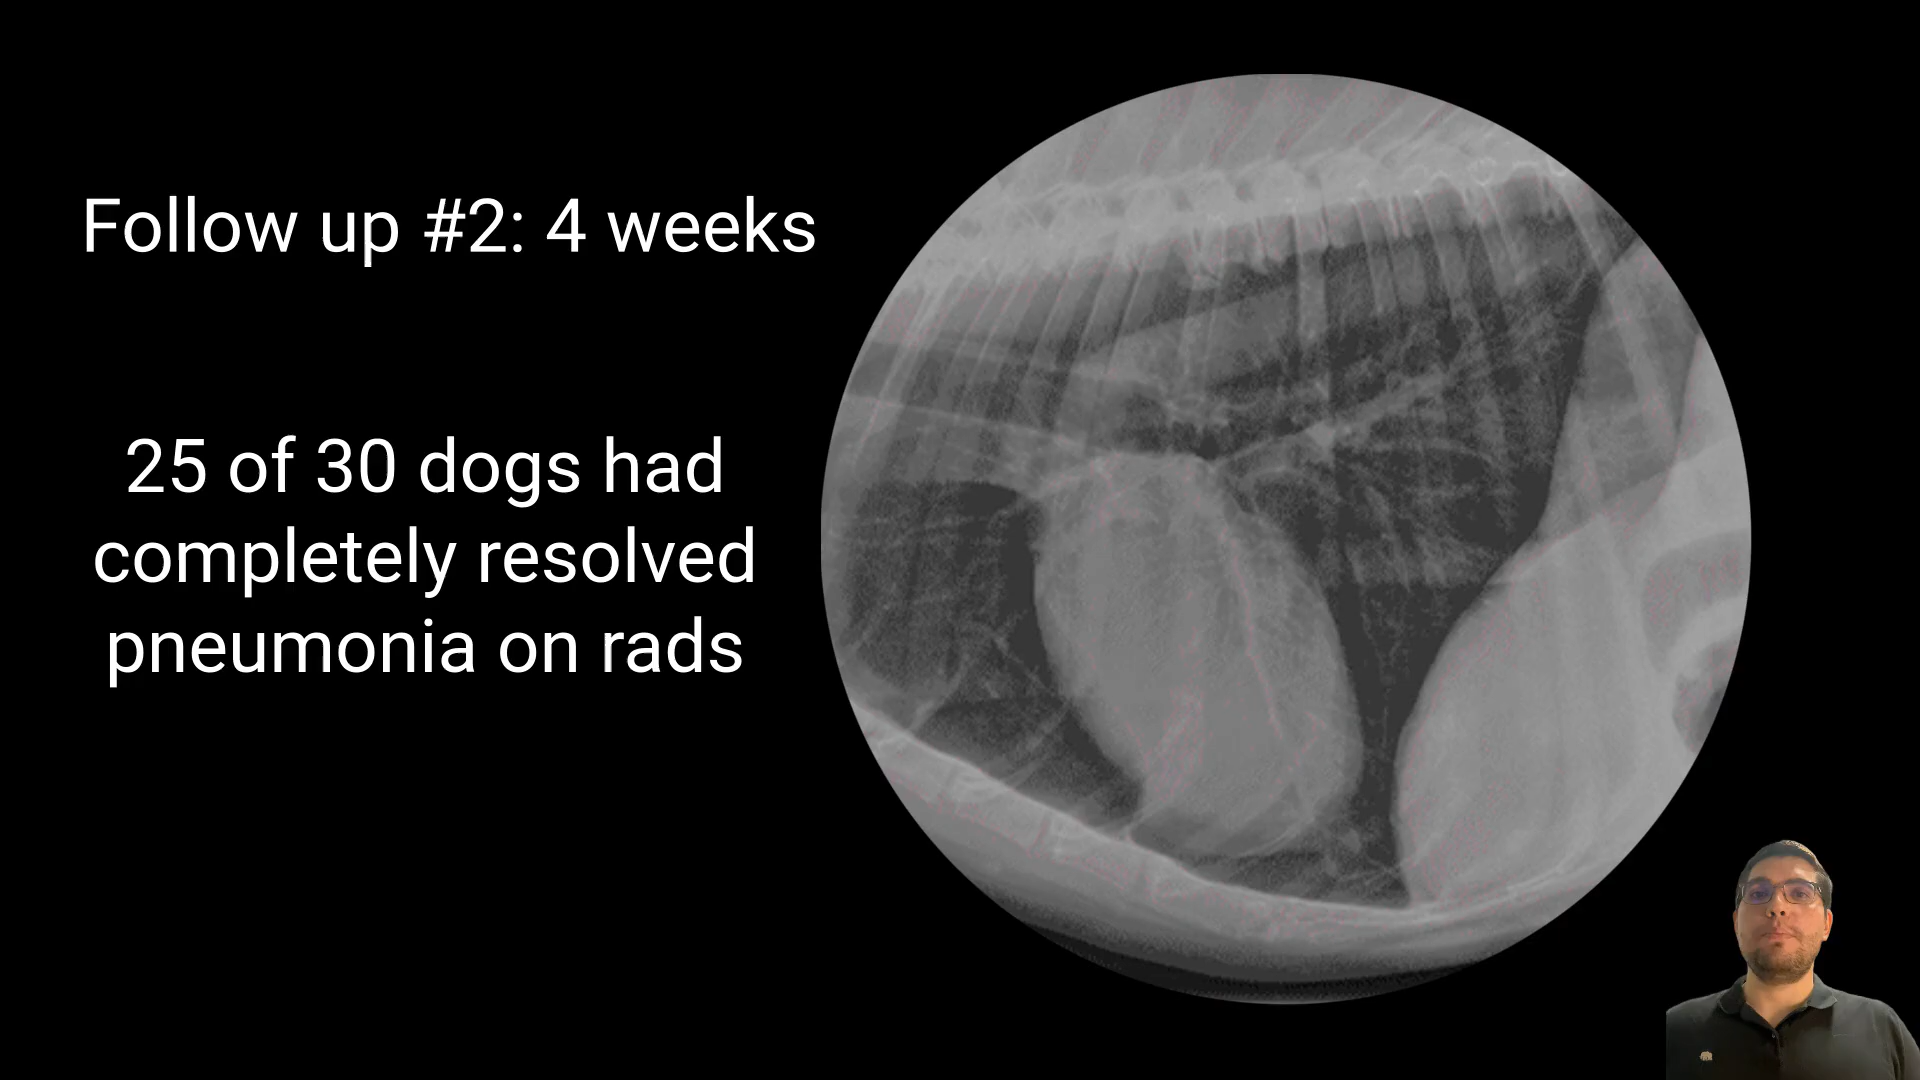 Follow up #2: 4 weeks
25 of 30 dogs had
completely resolved
pneumonia on rads